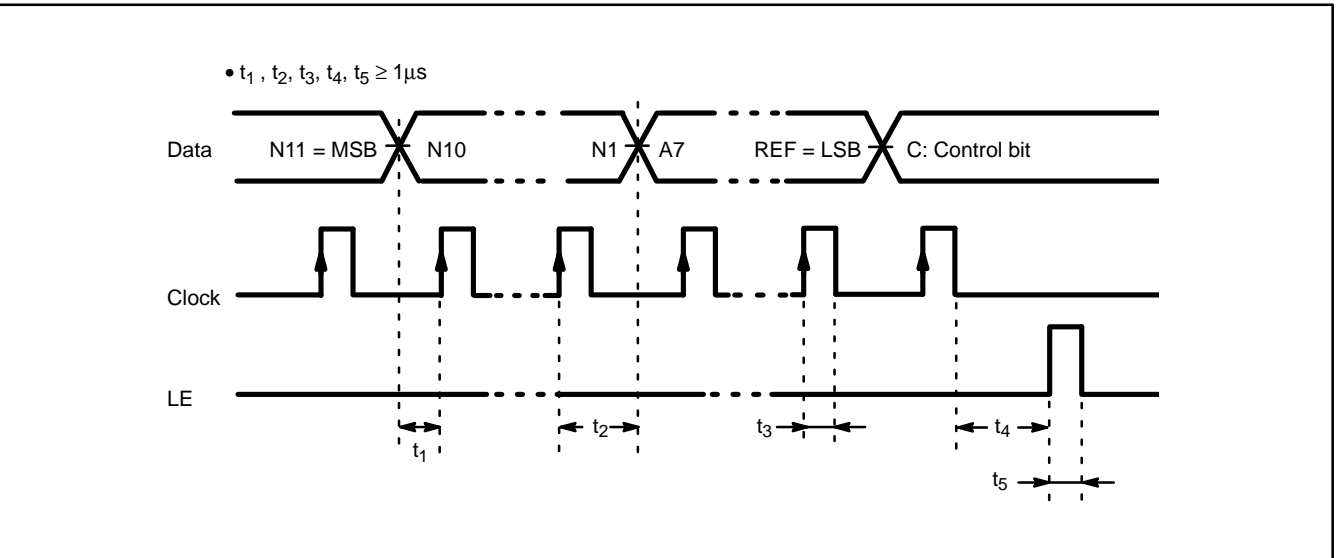 • t1 , t2, t3, t4, t5 ≥ 1μs
Data N11 = MSB N10 N1 A7 REF = LSB C: Control bit
Clock
LE
t1 t2 t3 t4
t5